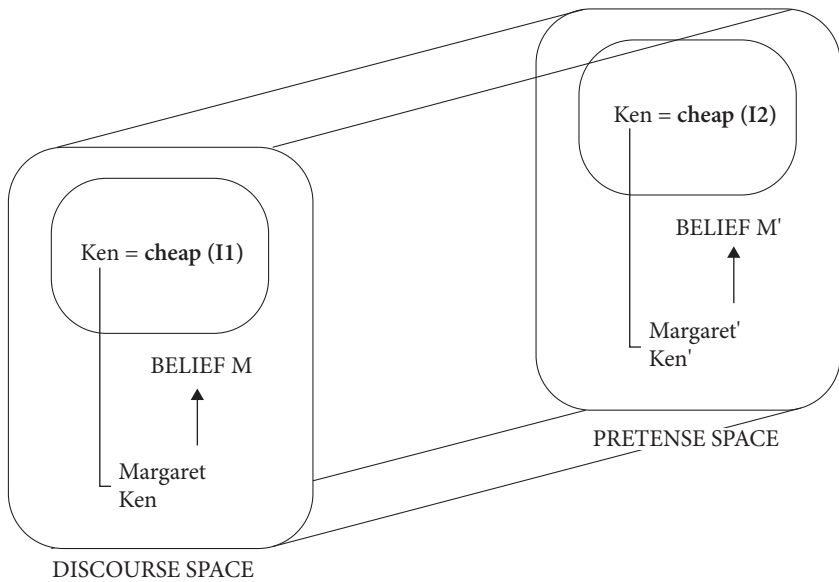 Ken = cheap (I1)
BELIEF M
Margaret
Ken
DISCOURSE SPACE
Ken = cheap (I2)
BELIEF M'
Margaret'
Ken'
PRETENSE SPACE